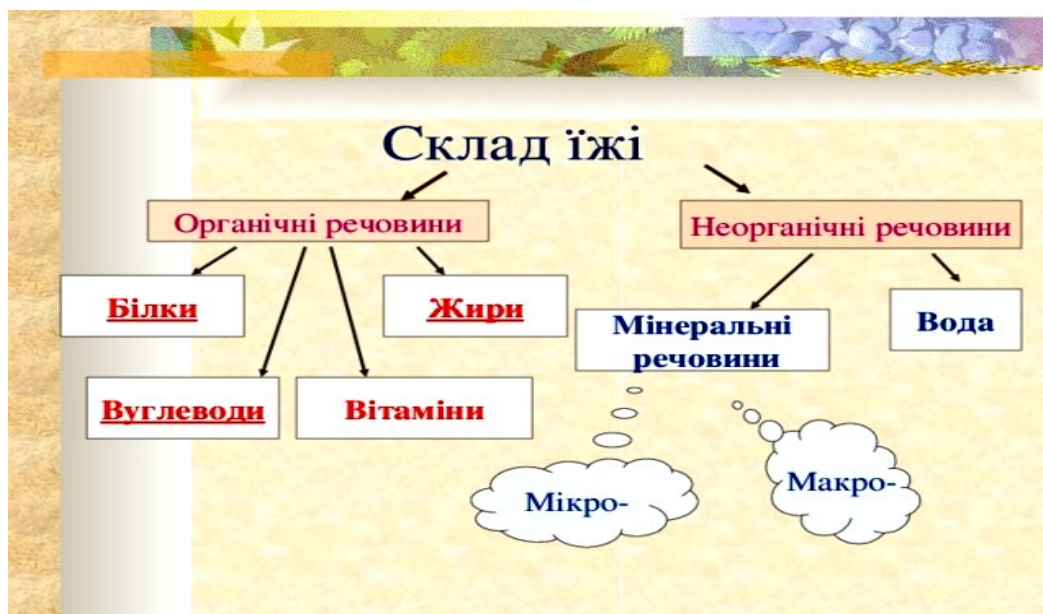 Склад їжі
Органічні речовини
Неорганічні речовини
Білки
Жири
Мінеральні
речовини
Вода
Вуглеводи
Вітаміни
Мікро-
Макро-